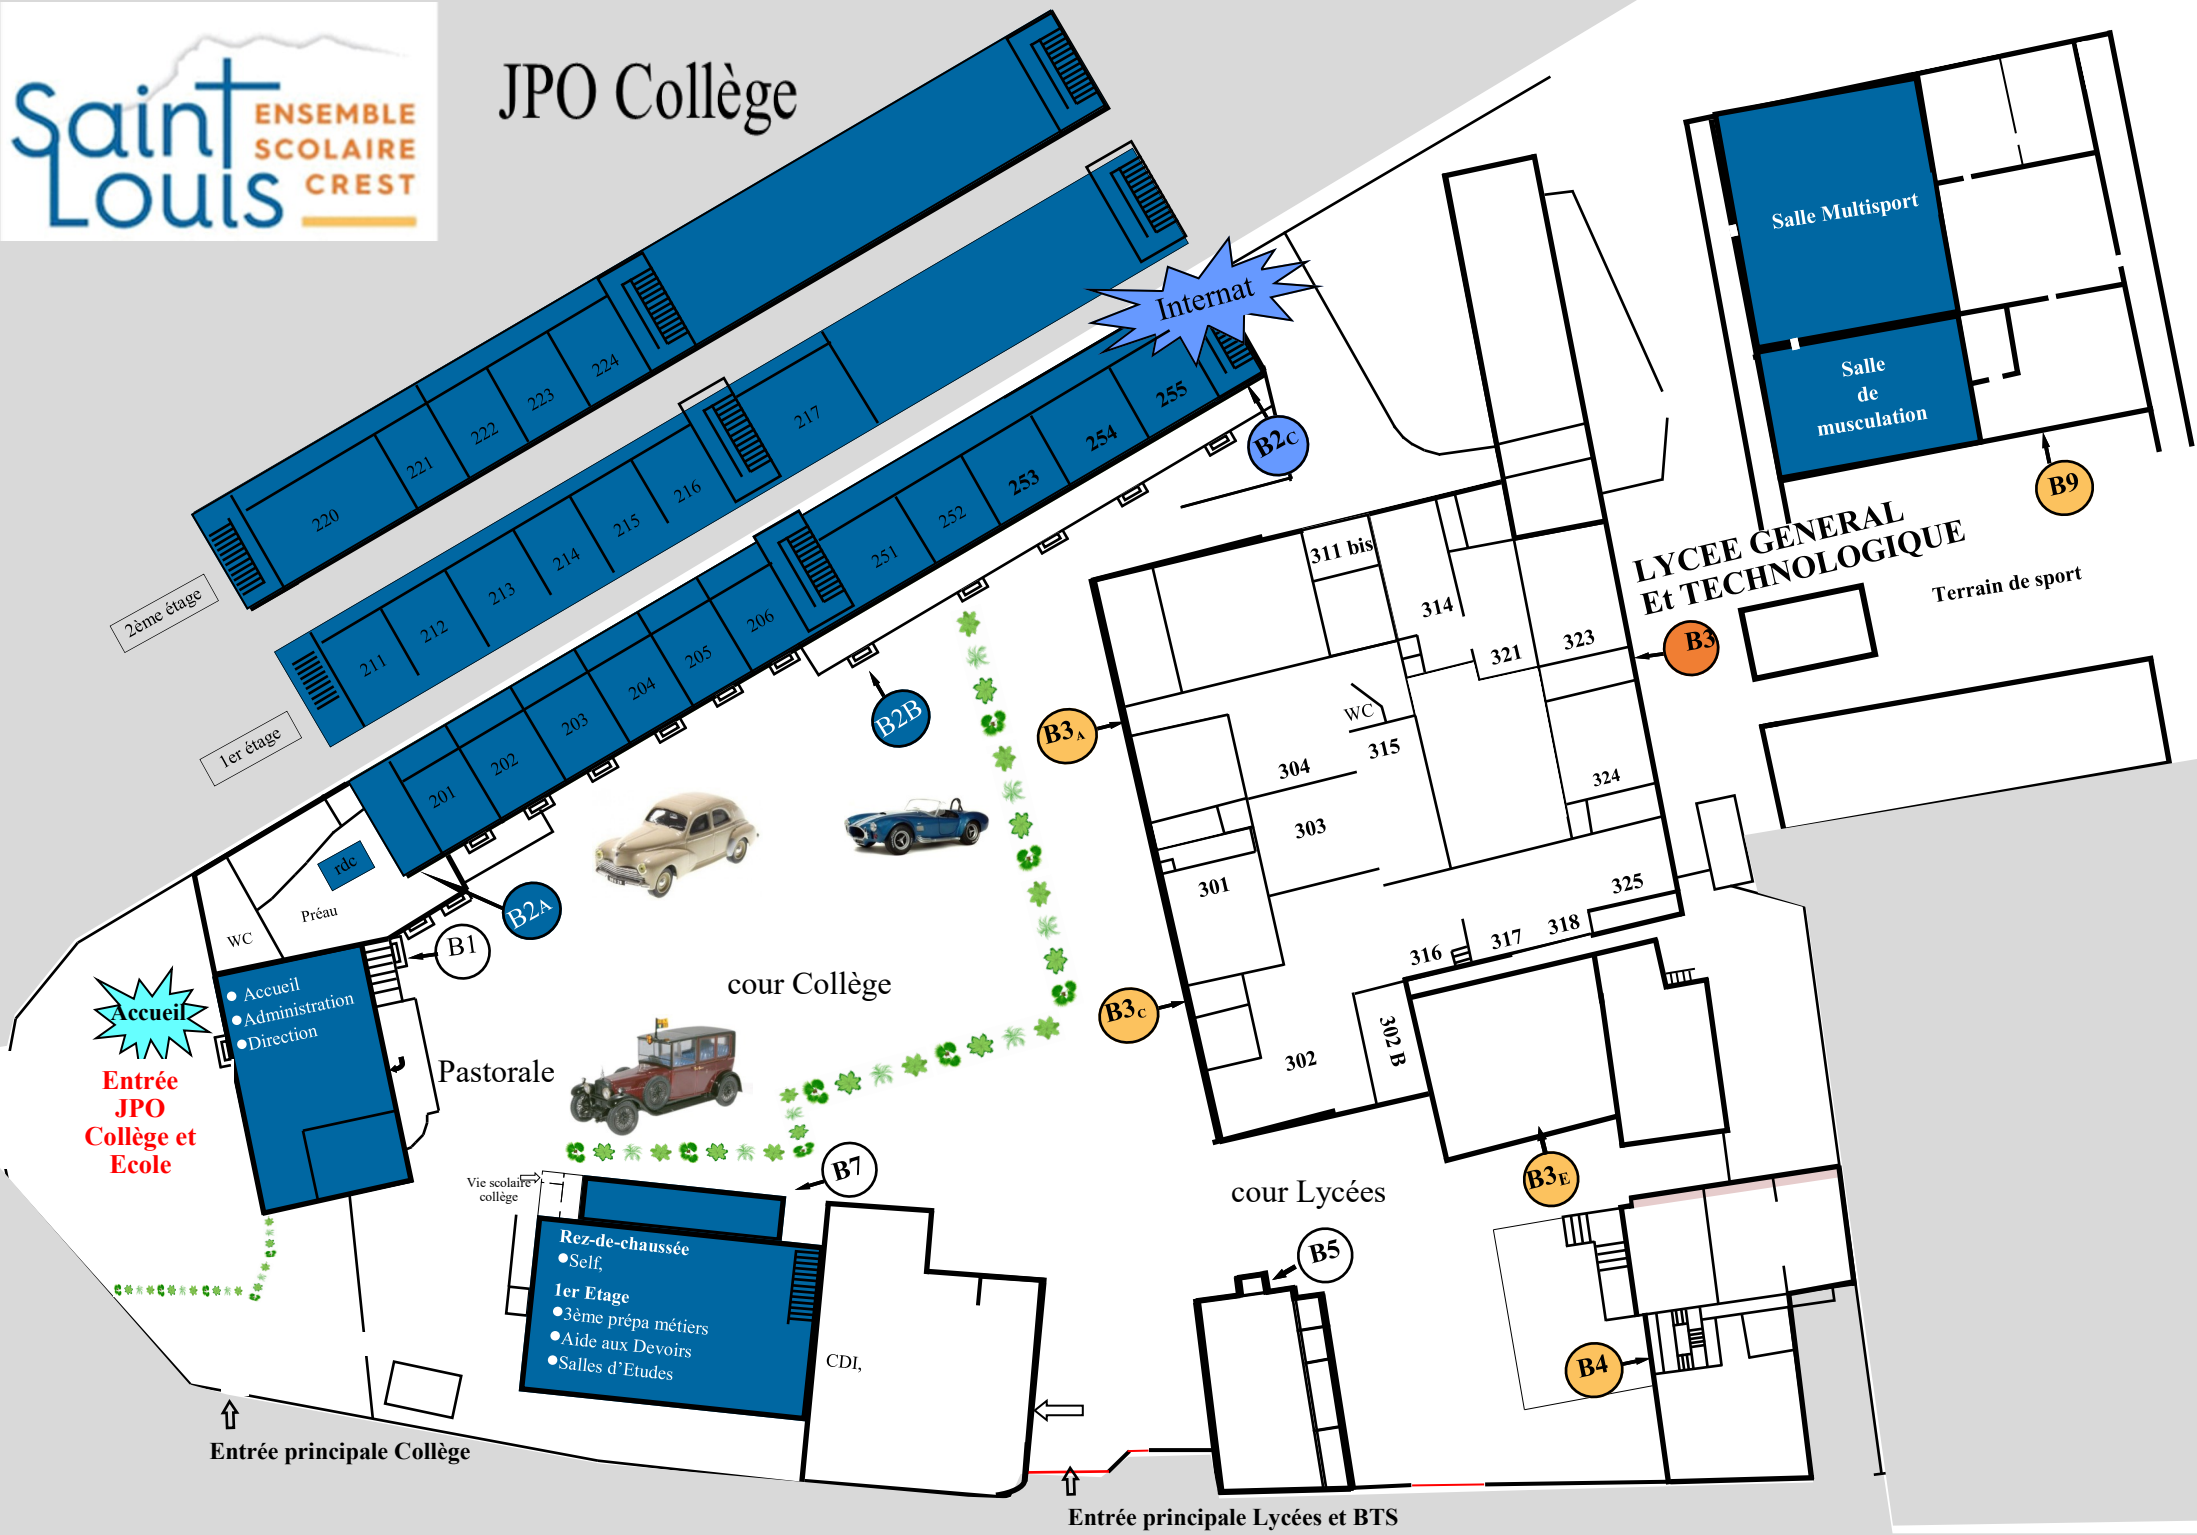 Saint
Louis
ENSEMBLE
SCOLAIRE
CREST
JPO Collège
2ème étage
220
221
222
223
224
1er étage
211
212
213
214
215
216
217
201
202
203
204
205
206
251
252
253
254
255
Internat
B2C
B2B
B2A
B1
rdc
Préau
WC
Accueil
Administration
Direction
Accueil
Entrée
JPO
Collège et
Ecole
Pastorale
cour Collège
Vie scolaire
collège
B7
Rez-de-chaussée
Self,
1er Etage
3ème prépa métiers
Aide aux Devoirs
Salles d'Etudes
CDI,
Entrée principale Collège
Entrée principale Lycées et BTS
cour Lycées
B5
B4
B3E
B3C
B3A
B3
311 bis
314
321
323
WC
315
304
303
324
301
325
318
317
316
302
302 B
LYCEE GENERAL
Et TECHNOLOGIQUE
Terrain de sport
B9
Salle Multisport
Salle
de
musculation